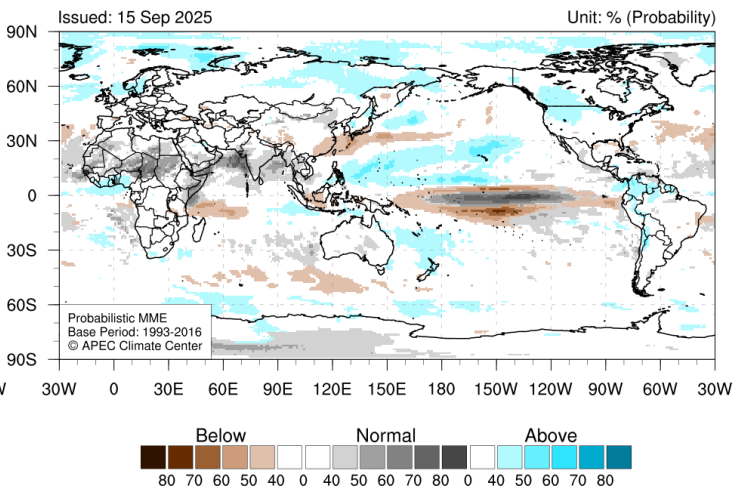 Issued: 15 Sep 2025 Unit: % (Probability)
90N
60N
30N
0
30S
60S
90S
Probabilistic MME
Base Period: 1993-2016
© APEC Climate Center
W 30W 0 30E 60E 90E 120E 150E 180 150W 120W 90W 60W 30W
Below Normal Above
80 70 60 50 40 0 40 50 60 70 80 0 40 50 60 70 80